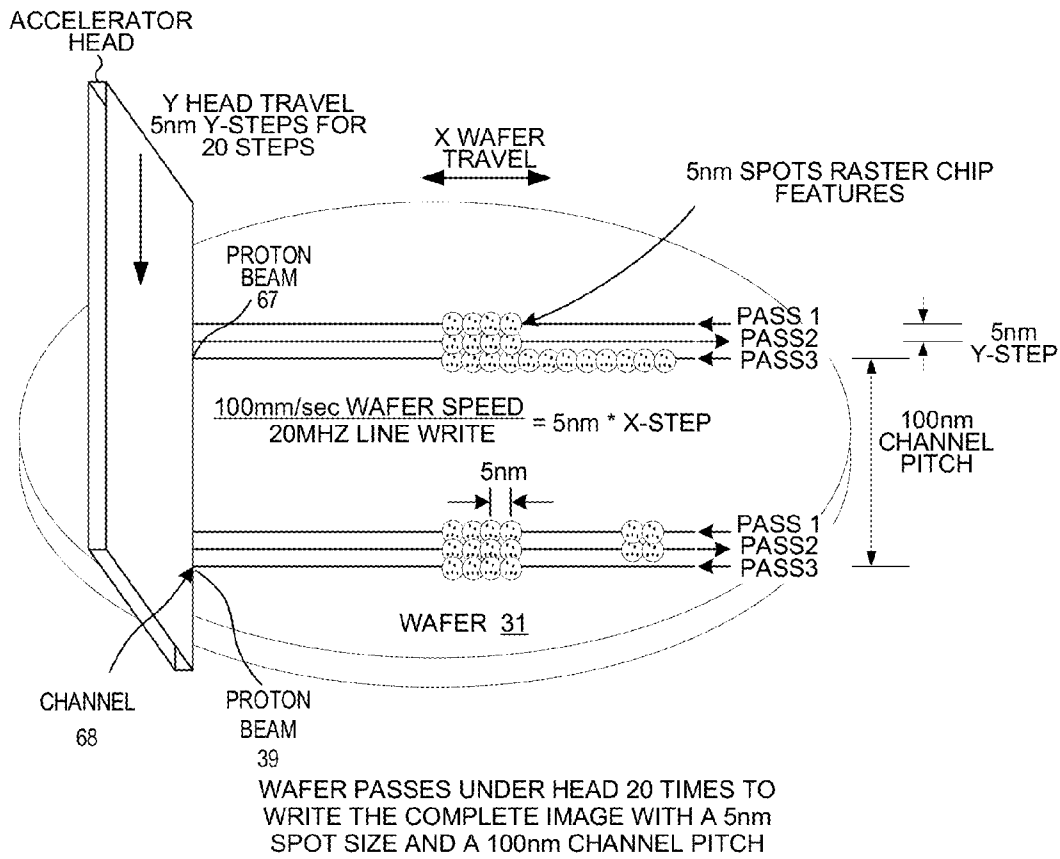 ACCELERATOR
HEAD
Y HEAD TRAVEL
5nm Y-STEPS FOR
20 STEPS
X WAFER
TRAVEL
5nm SPOTS RASTER CHIP
FEATURES
PROTON
BEAM
67
PASS 1
PASS2
PASS3
5nm
Y-STEP
100mm/sec WAFER SPEED
20MHZ LINE WRITE
= 5nm * X-STEP
100nm
CHANNEL
PITCH
5nm
PASS 1
PASS2
PASS3
WAFER 31
CHANNEL
68
PROTON
BEAM
39
WAFER PASSES UNDER HEAD 20 TIMES TO
WRITE THE COMPLETE IMAGE WITH A 5nm
SPOT SIZE AND A 100nm CHANNEL PITCH